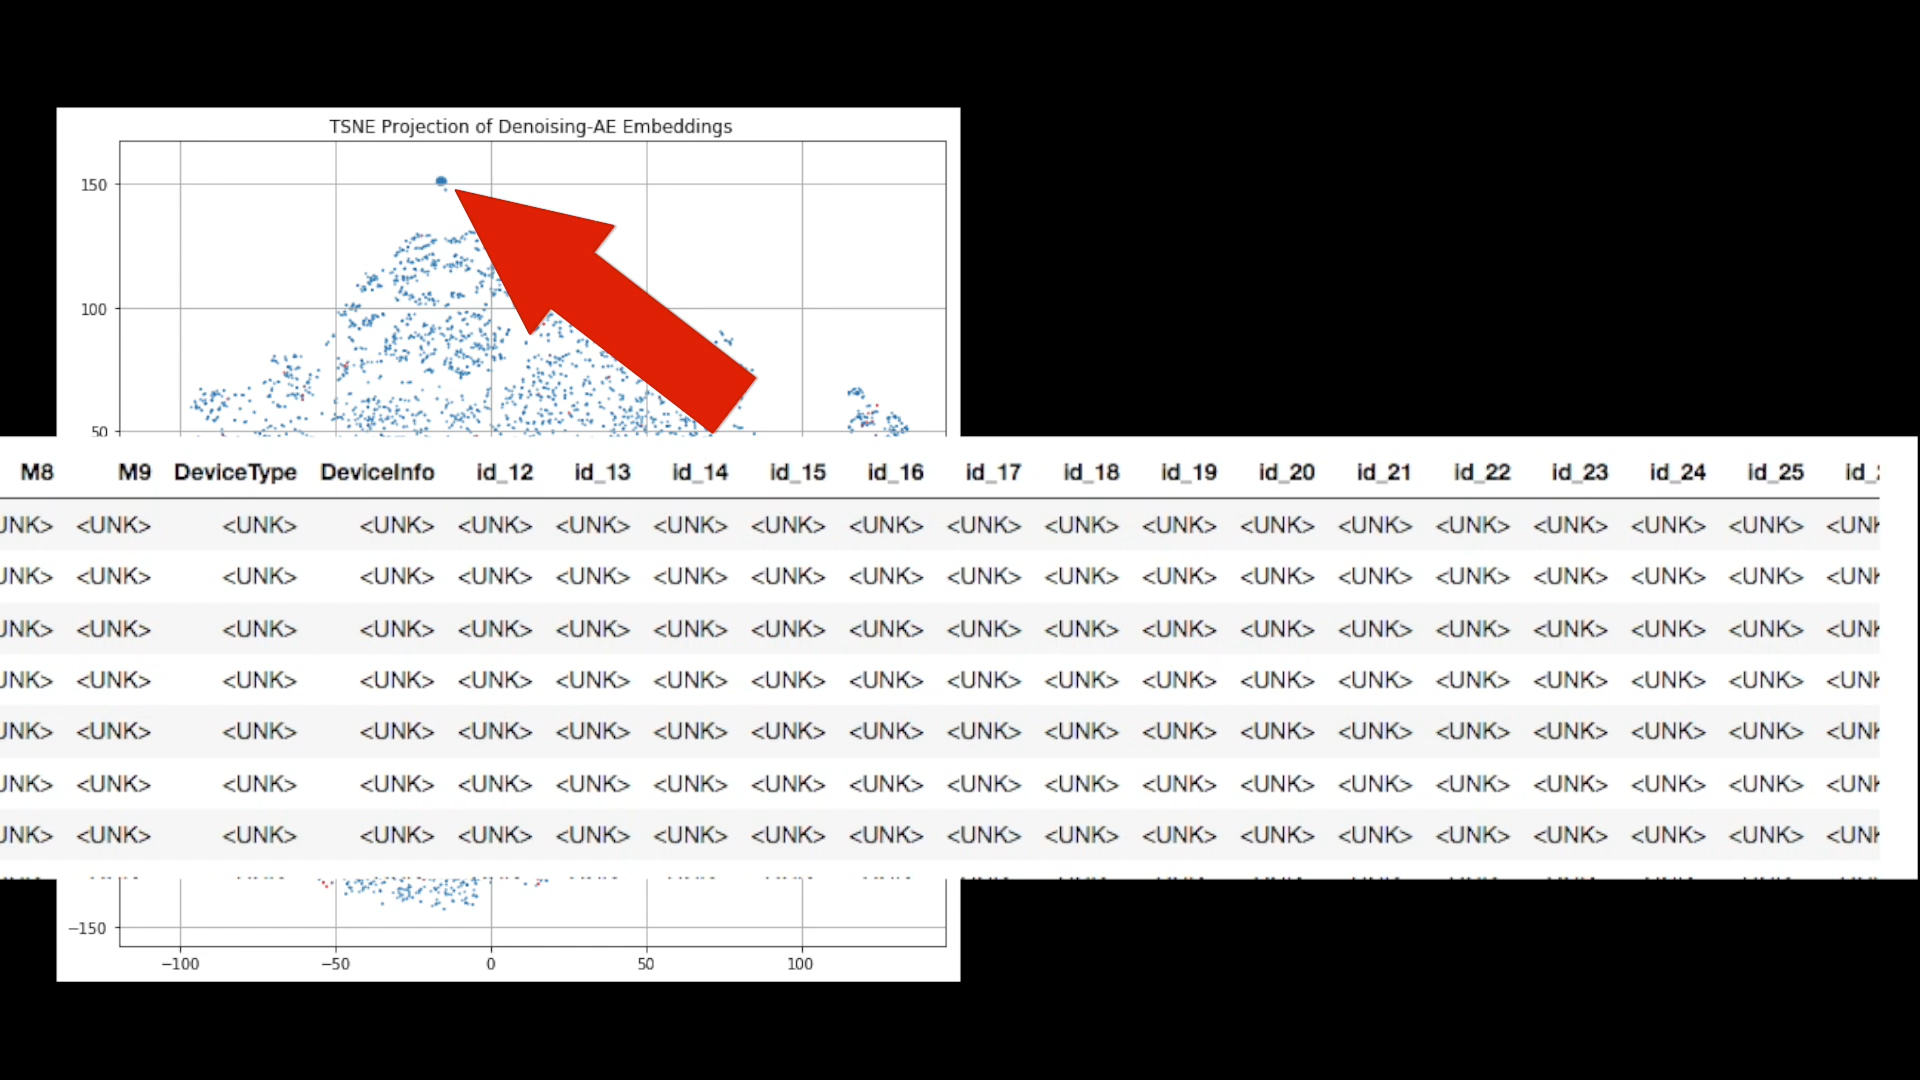 TSNE Projection of Denoising-AE Embeddings
150
100
50
M8 M9 DeviceType DeviceInfo id_12 id_13 id_14 id_15 id_16 id_17 id_18 id_19 id_20 id_21 id_22 id_23 id_24 id_25 id_
<UNK> <UNK> <UNK> <UNK> <UNK> <UNK> <UNK> <UNK> <UNK> <UNK> <UNK> <UNK> <UNK> <UNK> <UNK> <UNK> <UNK>
<UNK> <UNK> <UNK> <UNK> <UNK> <UNK> <UNK> <UNK> <UNK> <UNK> <UNK> <UNK> <UNK> <UNK> <UNK> <UNK> <UNK>
<UNK> <UNK> <UNK> <UNK> <UNK> <UNK> <UNK> <UNK> <UNK> <UNK> <UNK> <UNK> <UNK> <UNK> <UNK> <UNK> <UNK>
<UNK> <UNK> <UNK> <UNK> <UNK> <UNK> <UNK> <UNK> <UNK> <UNK> <UNK> <UNK> <UNK> <UNK> <UNK> <UNK> <UNK>
<UNK> <UNK> <UNK> <UNK> <UNK> <UNK> <UNK> <UNK> <UNK> <UNK> <UNK> <UNK> <UNK> <UNK> <UNK> <UNK> <UNK>
<UNK> <UNK> <UNK> <UNK> <UNK> <UNK> <UNK> <UNK> <UNK> <UNK> <UNK> <UNK> <UNK> <UNK> <UNK> <UNK> <UNK>
<UNK> <UNK> <UNK> <UNK> <UNK> <UNK> <UNK> <UNK> <UNK> <UNK> <UNK> <UNK> <UNK> <UNK> <UNK> <UNK> <UNK>
−150
−100 −50 0 50 100